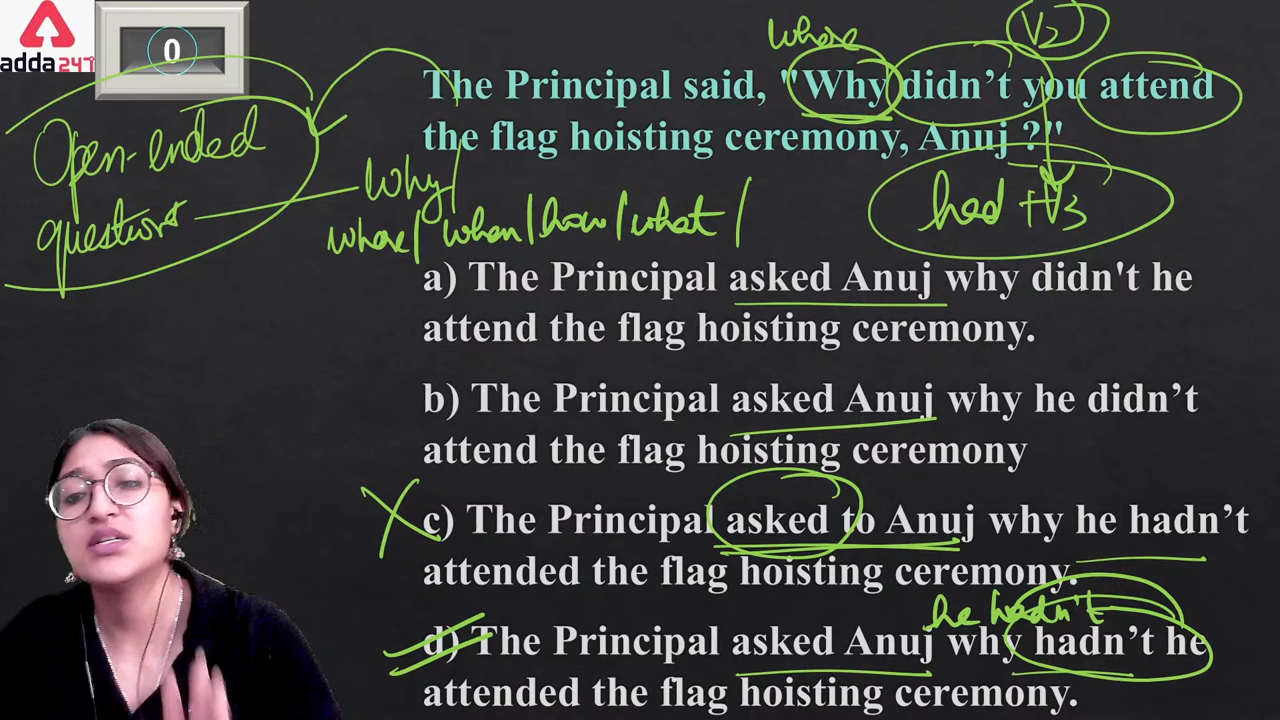 adda247
0
where
V2
The Principal said, "Why didn't you attend
the flag hoisting ceremony, Anuj ?"
Open-ended
questions
Why/
where/ when/ how/ what /
had + V3
a) The Principal asked Anuj why didn't he
attend the flag hoisting ceremony.
b) The Principal asked Anuj why he didn't
attend the flag hoisting ceremony
c) The Principal asked to Anuj why he hadn't
attended the flag hoisting ceremony.
he hadn't
d) The Principal asked Anuj why hadn't he
attended the flag hoisting ceremony.